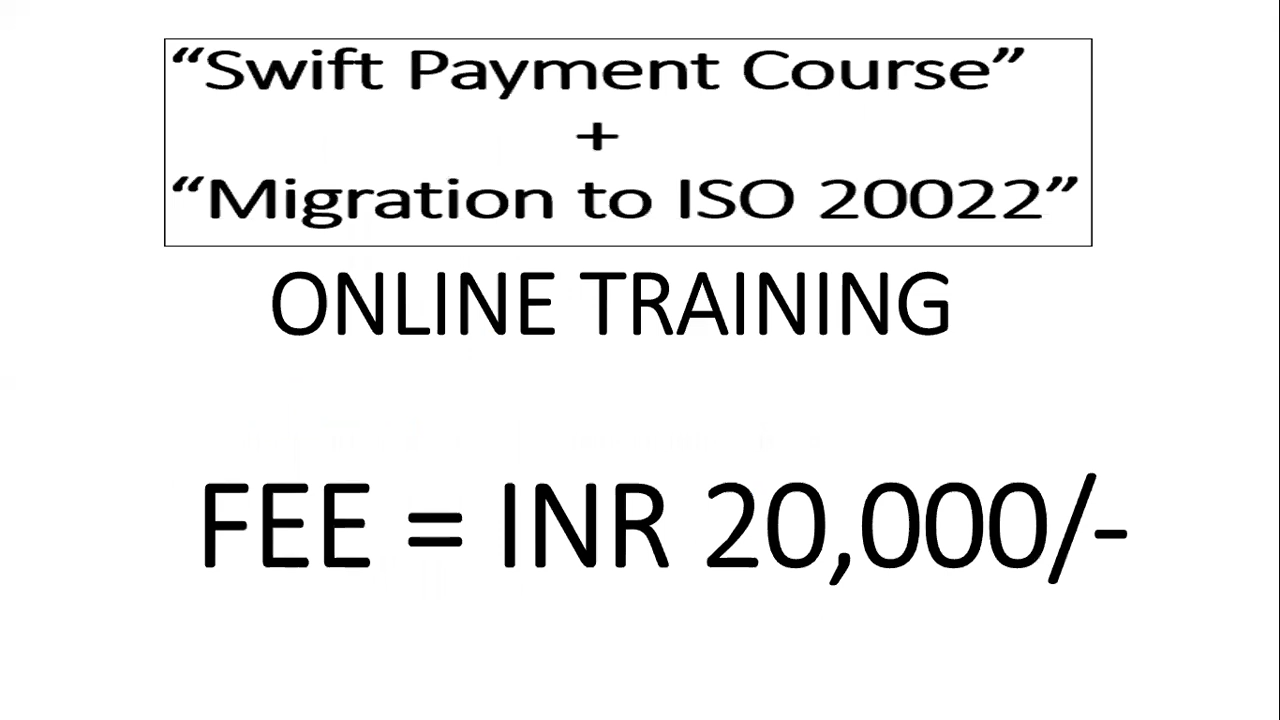 “Swift Payment Course”
+
“Migration to ISO 20022”
ONLINE TRAINING
FEE = INR 20,000/-